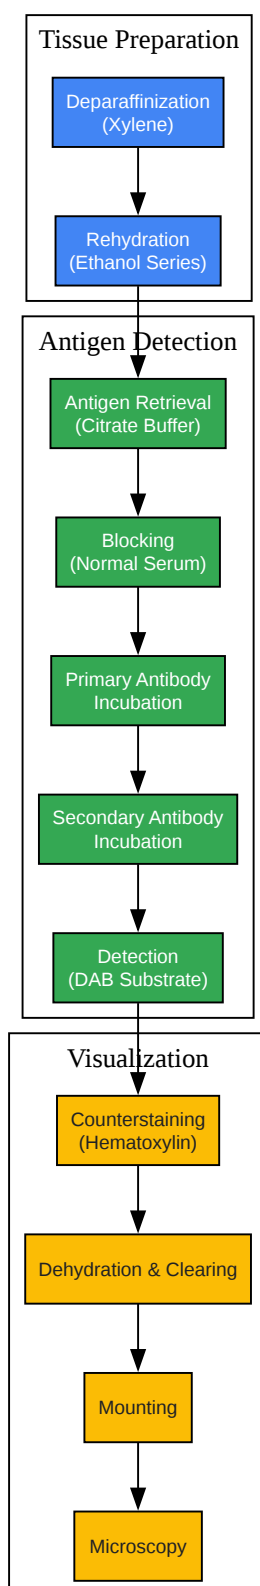 Tissue Preparation
Deparaffinization
(Xylene)
Rehydration
(Ethanol Series)
Antigen Detection
Antigen Retrieval
(Citrate Buffer)
Blocking
(Normal Serum)
Primary Antibody
Incubation
Secondary Antibody
Incubation
Detection
(DAB Substrate)
Visualization
Counterstaining
(Hematoxylin)
Dehydration & Clearing
Mounting
Microscopy